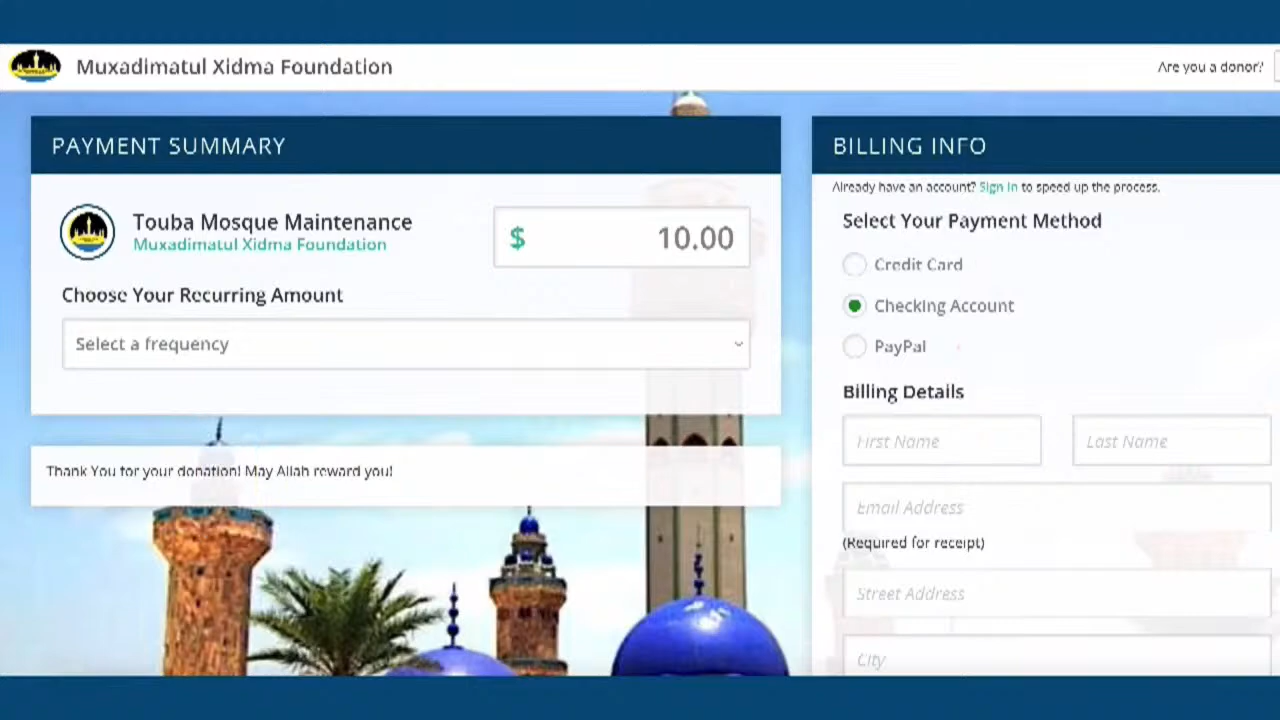 Muxadimatul Xidma Foundation
Are you a donor?
PAYMENT SUMMARY
Touba Mosque Maintenance
Muxadimatul Xidma Foundation
$ 10.00
Choose Your Recurring Amount
Select a frequency
Thank You for your donation! May Allah reward you!
BILLING INFO
Already have an account? Sign In to speed up the process.
Select Your Payment Method
Credit Card
Checking Account
PayPal
Billing Details
First Name Last Name
Email Address
(Required for receipt)
Street Address
City